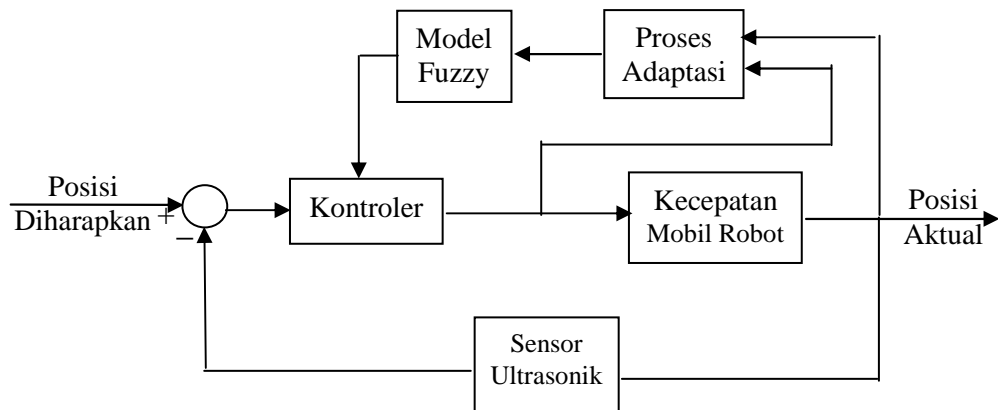 Model
Fuzzy
Proses
Adaptasi
Posisi
Diharapkan +
−
Kontroler
Kecepatan
Mobil Robot
Posisi
Aktual
Sensor
Ultrasonik